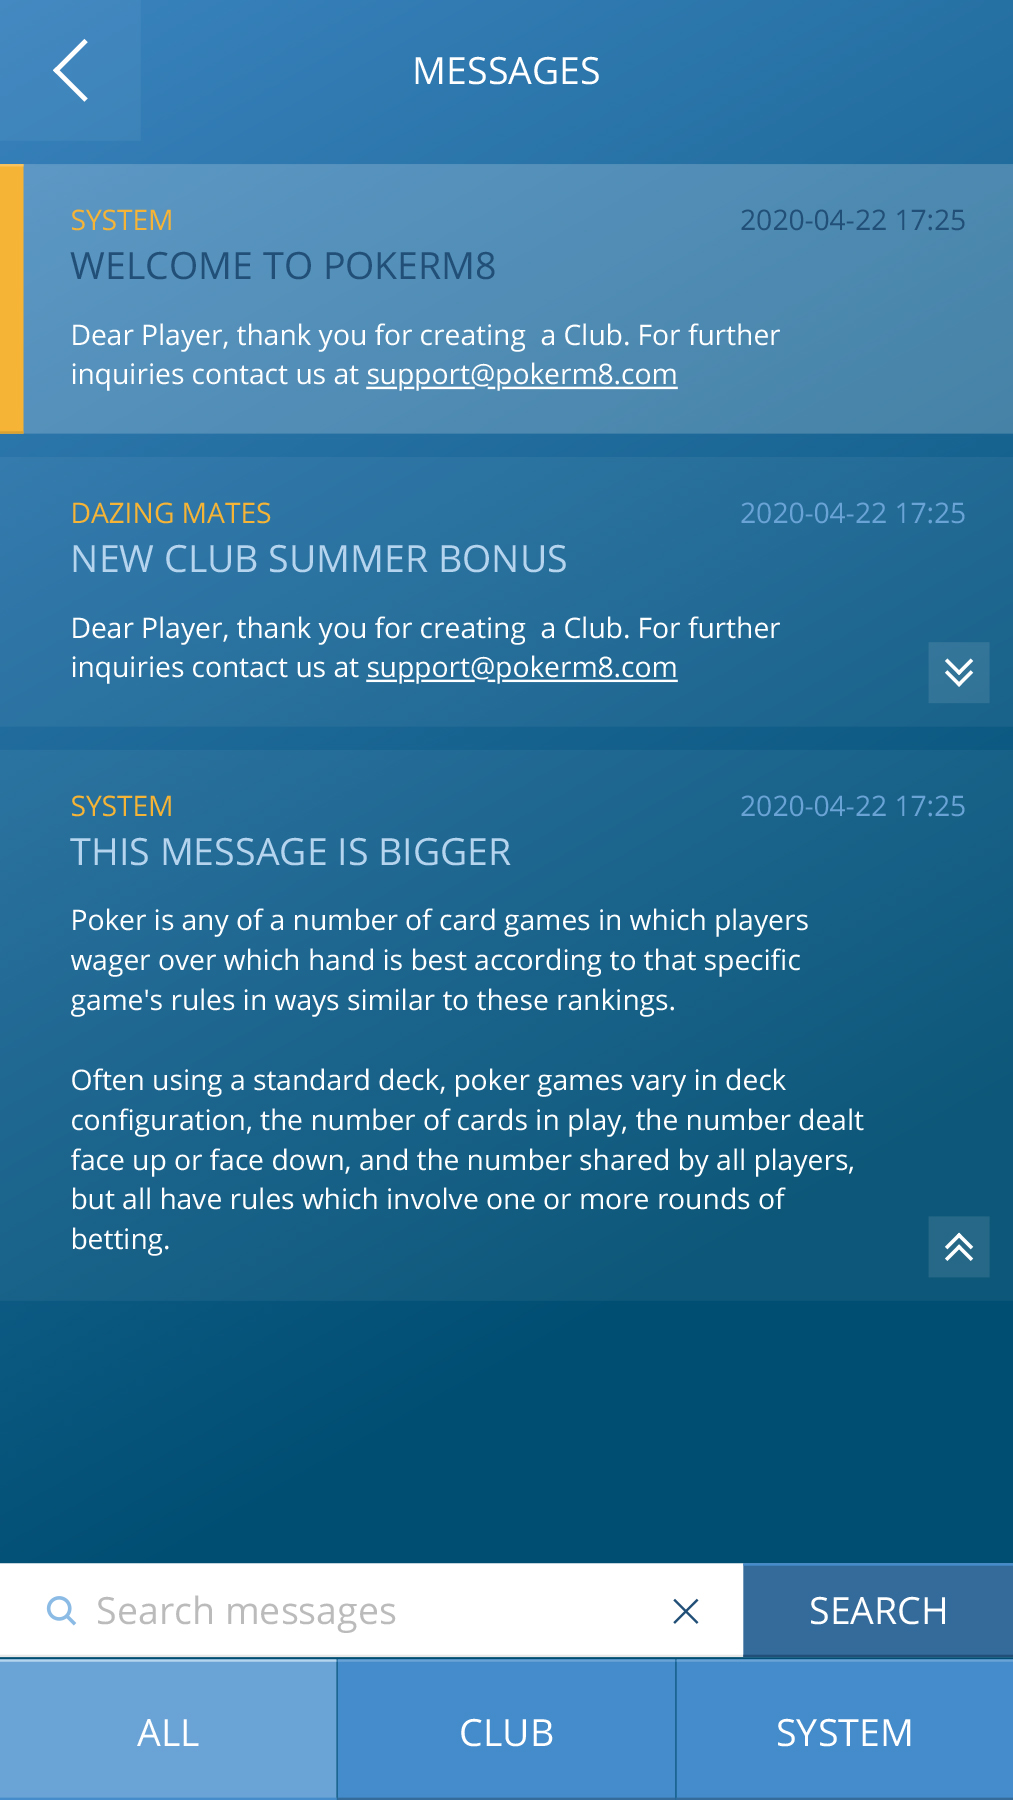 MESSAGES
SYSTEM
2020-04-22 17:25
WELCOME TO POKERM8
Dear Player, thank you for creating  a Club. For further
inquiries contact us at support@pokerm8.com
DAZING MATES
2020-04-22 17:25
NEW CLUB SUMMER BONUS
Dear Player, thank you for creating  a Club. For further
inquiries contact us at support@pokerm8.com
SYSTEM
2020-04-22 17:25
THIS MESSAGE IS BIGGER
Poker is any of a number of card games in which players
wager over which hand is best according to that specific
game's rules in ways similar to these rankings.
Often using a standard deck, poker games vary in deck
configuration, the number of cards in play, the number dealt
face up or face down, and the number shared by all players,
but all have rules which involve one or more rounds of
betting.
Search messages
SEARCH
ALL
CLUB
SYSTEM